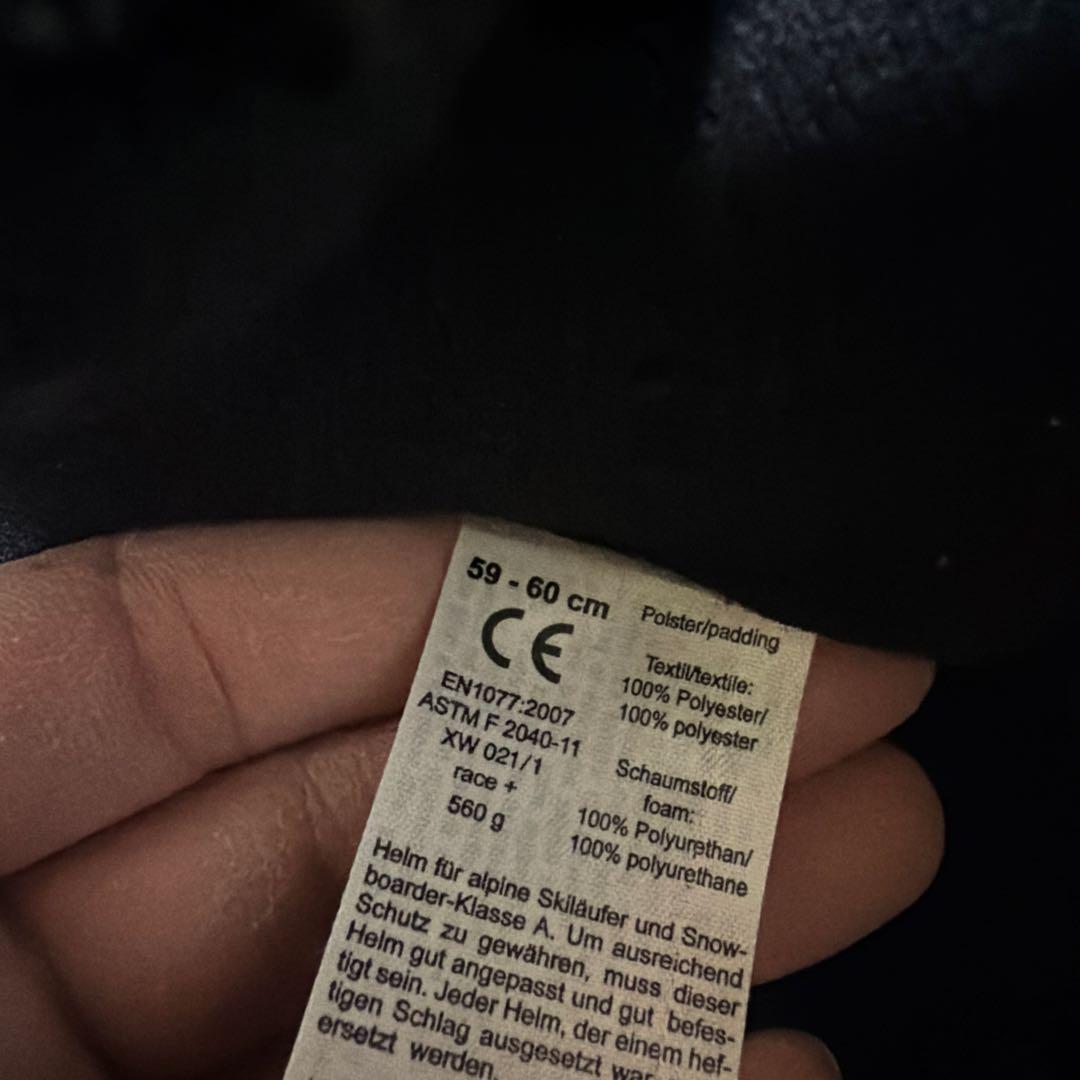 59 - 60 cm
CE
EN1077:2007
ASTM F 2040-11
XW 021/1
race +
560 g
Polster/padding
Textil/textile:
100% Polyester/
100% polyester
Schaumstoff/
foam:
100% Polyurethan/
100% polyurethane
Helm für alpine Skiläufer und Snow-
boarder-Klasse A. Um ausreichend
Schutz zu gewähren, muss dieser
Helm gut angepasst und gut befes-
tigt sein. Jeder Helm, der einem hef-
tigen Schlag ausgesetzt war
ersetzt werden.